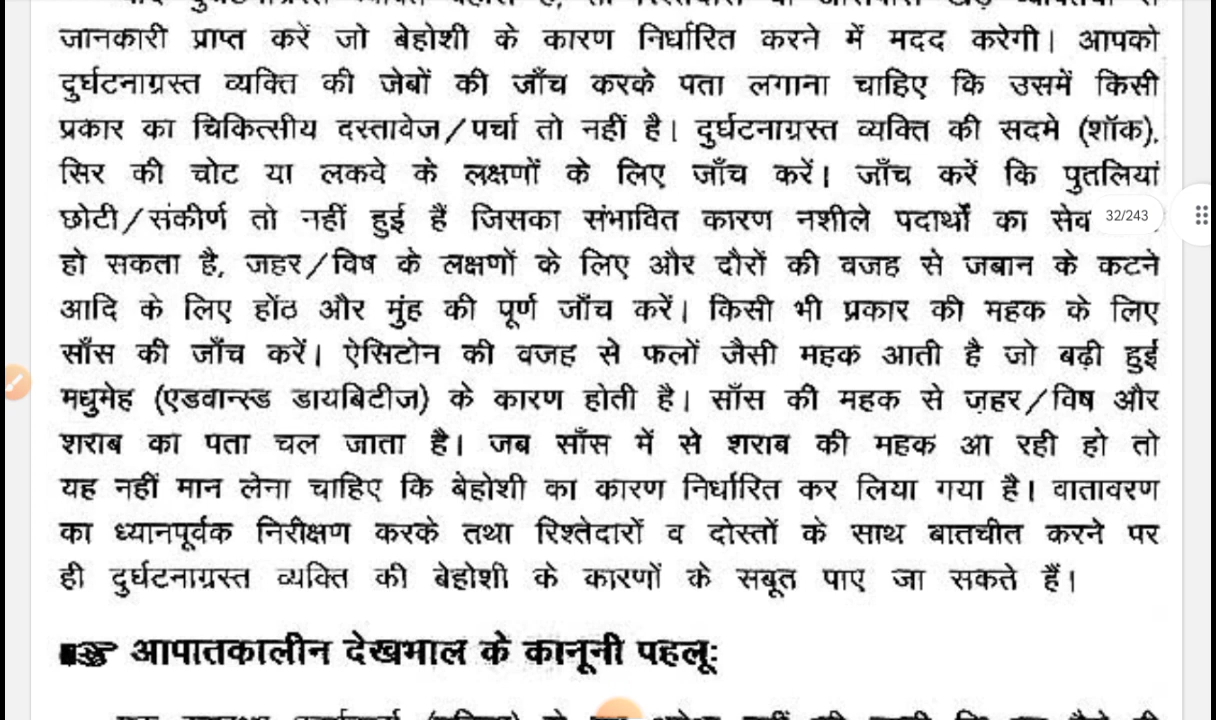 जानकारी प्राप्त करें जो बेहोशी के कारण निर्धारित करने में मदद करेगी। आपको
दुर्घटनाग्रस्त व्यक्ति की जेबों की जाँच करके पता लगाना चाहिए कि उसमें किसी
प्रकार का चिकित्सीय दस्तावेज/पर्चा तो नहीं है। दुर्घटनाग्रस्त व्यक्ति की सदमे (शॉक),
सिर की चोट या लकवे के लक्षणों के लिए जाँच करें। जाँच करें कि पुतलियां
छोटी/संकीर्ण तो नहीं हुई हैं जिसका संभावित कारण नशीले पदार्थों का सेव 32/243
हो सकता है, जहर/विष के लक्षणों के लिए और दौरों की वजह से जबान के कटने
आदि के लिए होंठ और मुंह की पूर्ण जाँच करें। किसी भी प्रकार की महक के लिए
साँस की जाँच करें। ऐसिटोन की वजह से फलों जैसी महक आती है जो बढ़ी हुई
मधुमेह (एडवान्स्ड डायबिटीज) के कारण होती है। साँस की महक से ज़हर/विष और
शराब का पता चल जाता है। जब साँस में से शराब की महक आ रही हो तो
यह नहीं मान लेना चाहिए कि बेहोशी का कारण निर्धारित कर लिया गया है। वातावरण
का ध्यानपूर्वक निरीक्षण करके तथा रिश्तेदारों व दोस्तों के साथ बातचीत करने पर
ही दुर्घटनाग्रस्त व्यक्ति की बेहोशी के कारणों के सबूत पाए जा सकते हैं।
आपातकालीन देखभाल के कानूनी पहलू: